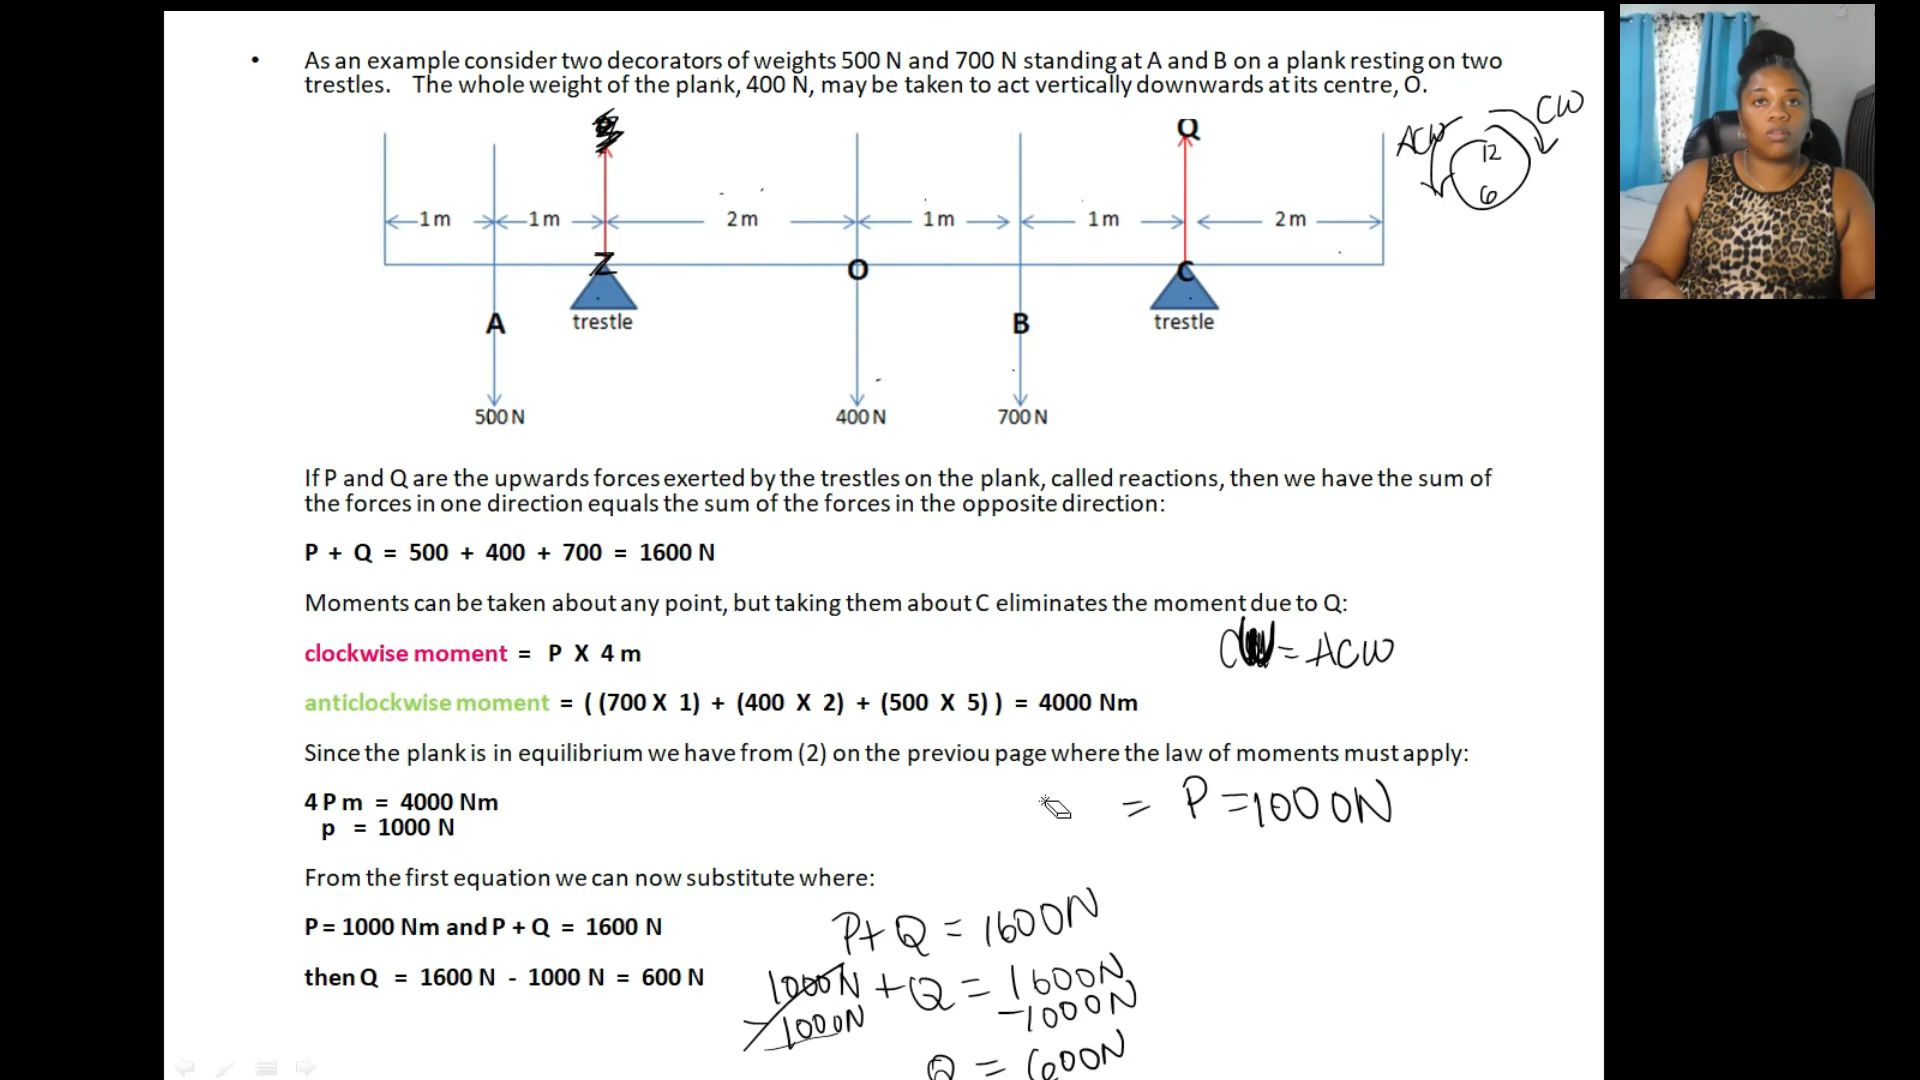 • As an example consider two decorators of weights 500 N and 700 N standing at A and B on a plank resting on two
trestles. The whole weight of the plank, 400 N, may be taken to act vertically downwards at its centre, O.
Q
ACW
CW
12
6
1m
1m
2m
1m
1m
2m
Z
O
C
A
trestle
B
trestle
500 N
400 N
700 N
If P and Q are the upwards forces exerted by the trestles on the plank, called reactions, then we have the sum of
the forces in one direction equals the sum of the forces in the opposite direction:
P + Q = 500 + 400 + 700 = 1600 N
Moments can be taken about any point, but taking them about C eliminates the moment due to Q:
clockwise moment = P X 4 m
= ACW
anticlockwise moment = ( (700 X 1) + (400 X 2) + (500 X 5) ) = 4000 Nm
Since the plank is in equilibrium we have from (2) on the previou page where the law of moments must apply:
4 P m = 4000 Nm
p = 1000 N
= P = 1000N
From the first equation we can now substitute where:
P = 1000 Nm and P + Q = 1600 N
P + Q = 1600N
then Q = 1600 N - 1000 N = 600 N
1000N + Q = 1600N
-1000N
-1000N
Q = 600N